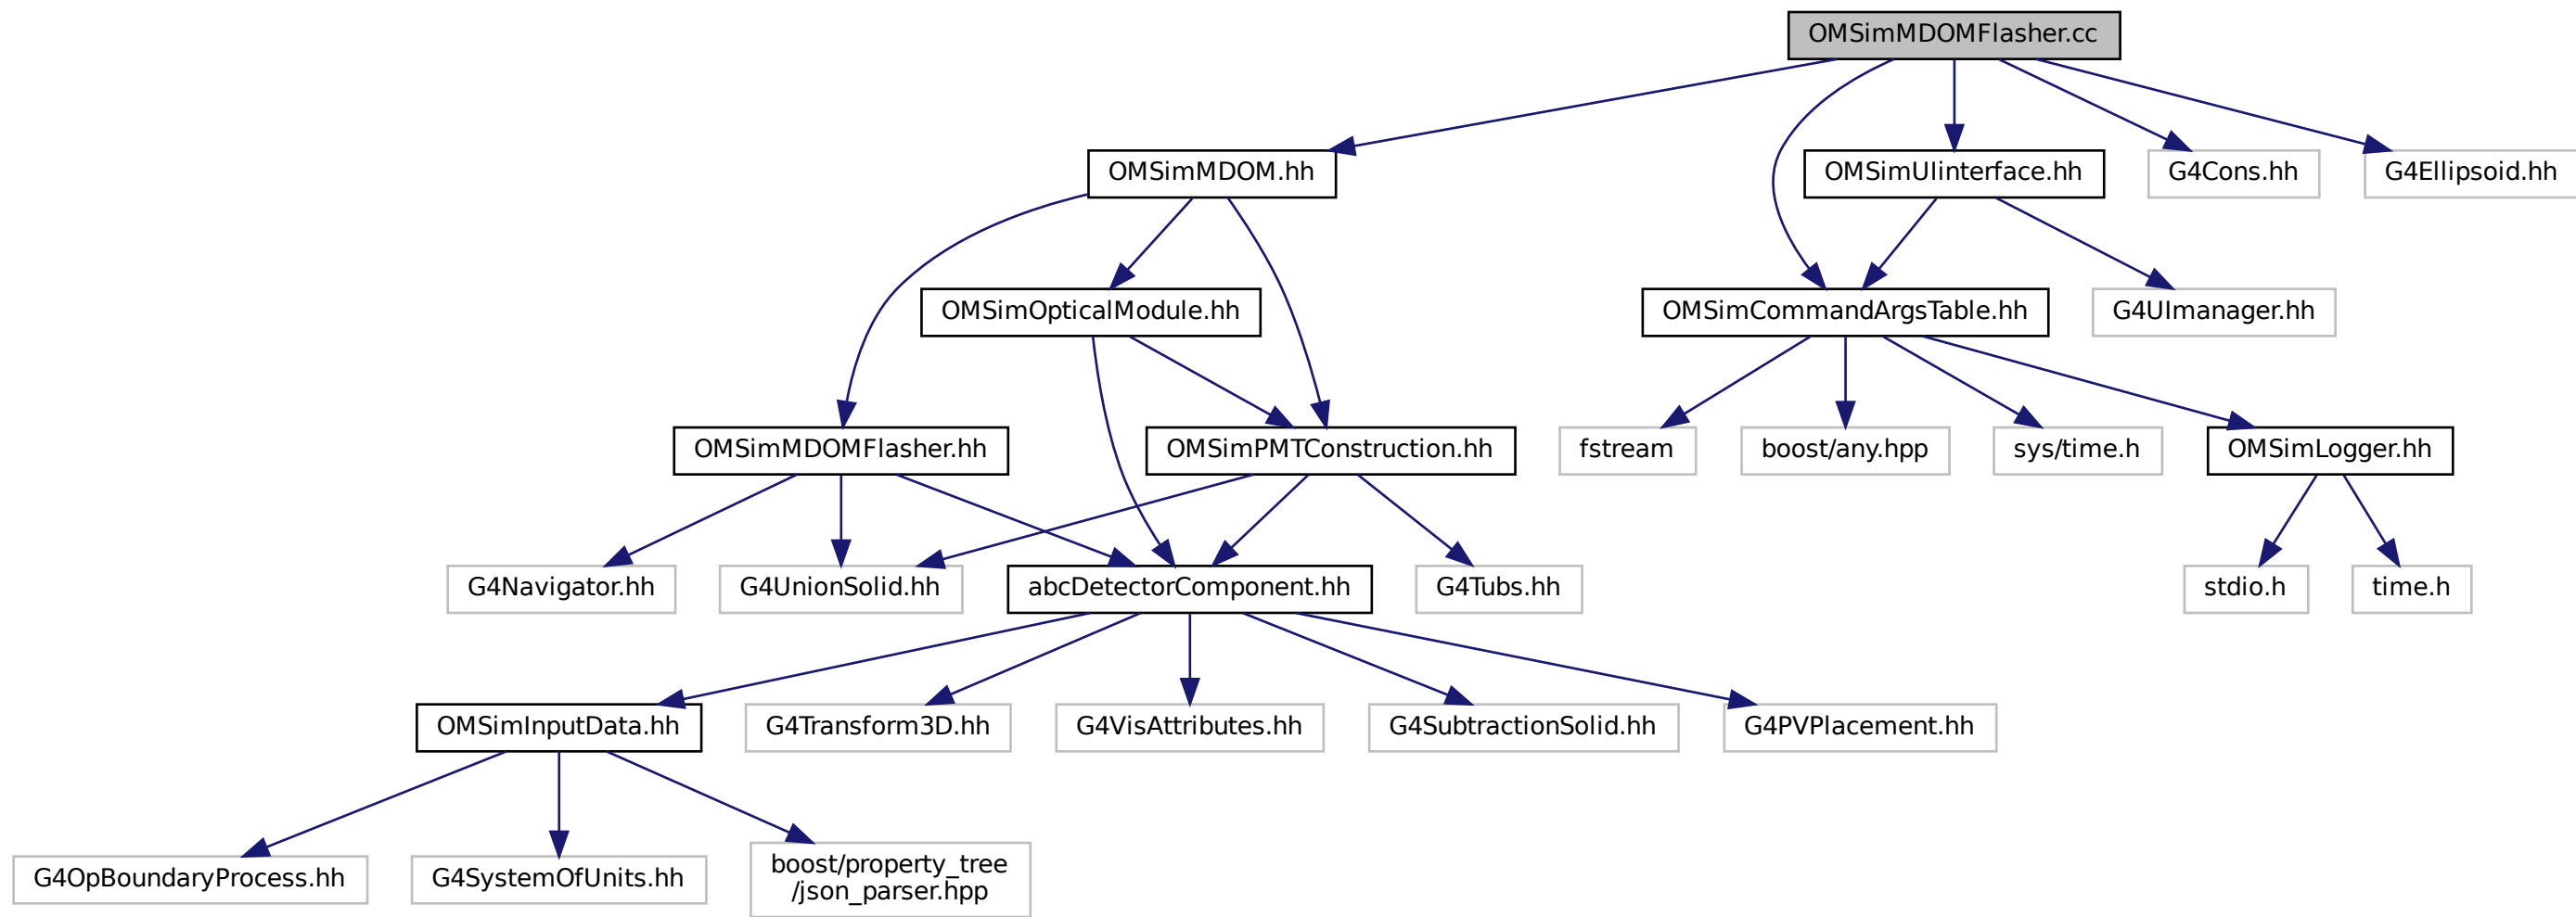 OMSimMDOMFlasher.cc
OMSimMDOM.hh
OMSimUIinterface.hh
G4Cons.hh
G4Ellipsoid.hh
OMSimOpticalModule.hh
OMSimCommandArgsTable.hh
G4UImanager.hh
OMSimMDOMFlasher.hh
OMSimPMTConstruction.hh
fstream
boost/any.hpp
sys/time.h
OMSimLogger.hh
G4Navigator.hh
G4UnionSolid.hh
abcDetectorComponent.hh
G4Tubs.hh
stdio.h
time.h
OMSimInputData.hh
G4Transform3D.hh
G4VisAttributes.hh
G4SubtractionSolid.hh
G4PVPlacement.hh
G4OpBoundaryProcess.hh
G4SystemOfUnits.hh
boost/property_tree
/json_parser.hpp